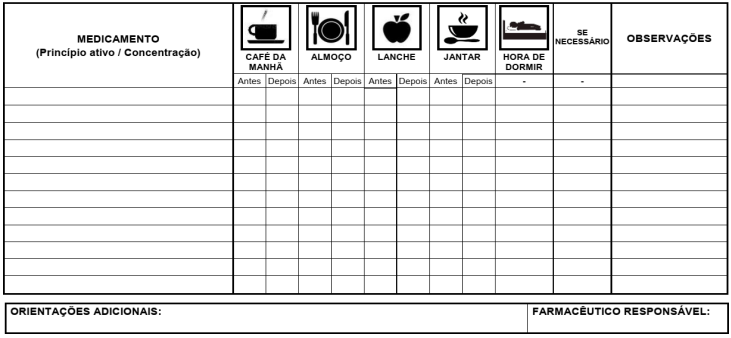 MEDICAMENTO
(Princípio ativo / Concentração)
CAFÉ DA
MANHÃ
ALMOÇO
LANCHE
JANTAR
HORA DE
DORMIR
SE
NECESSÁRIO
OBSERVAÇÕES
Antes Depois Antes Depois Antes Depois Antes Depois - -
ORIENTAÇÕES ADICIONAIS:
FARMACÊUTICO RESPONSÁVEL: